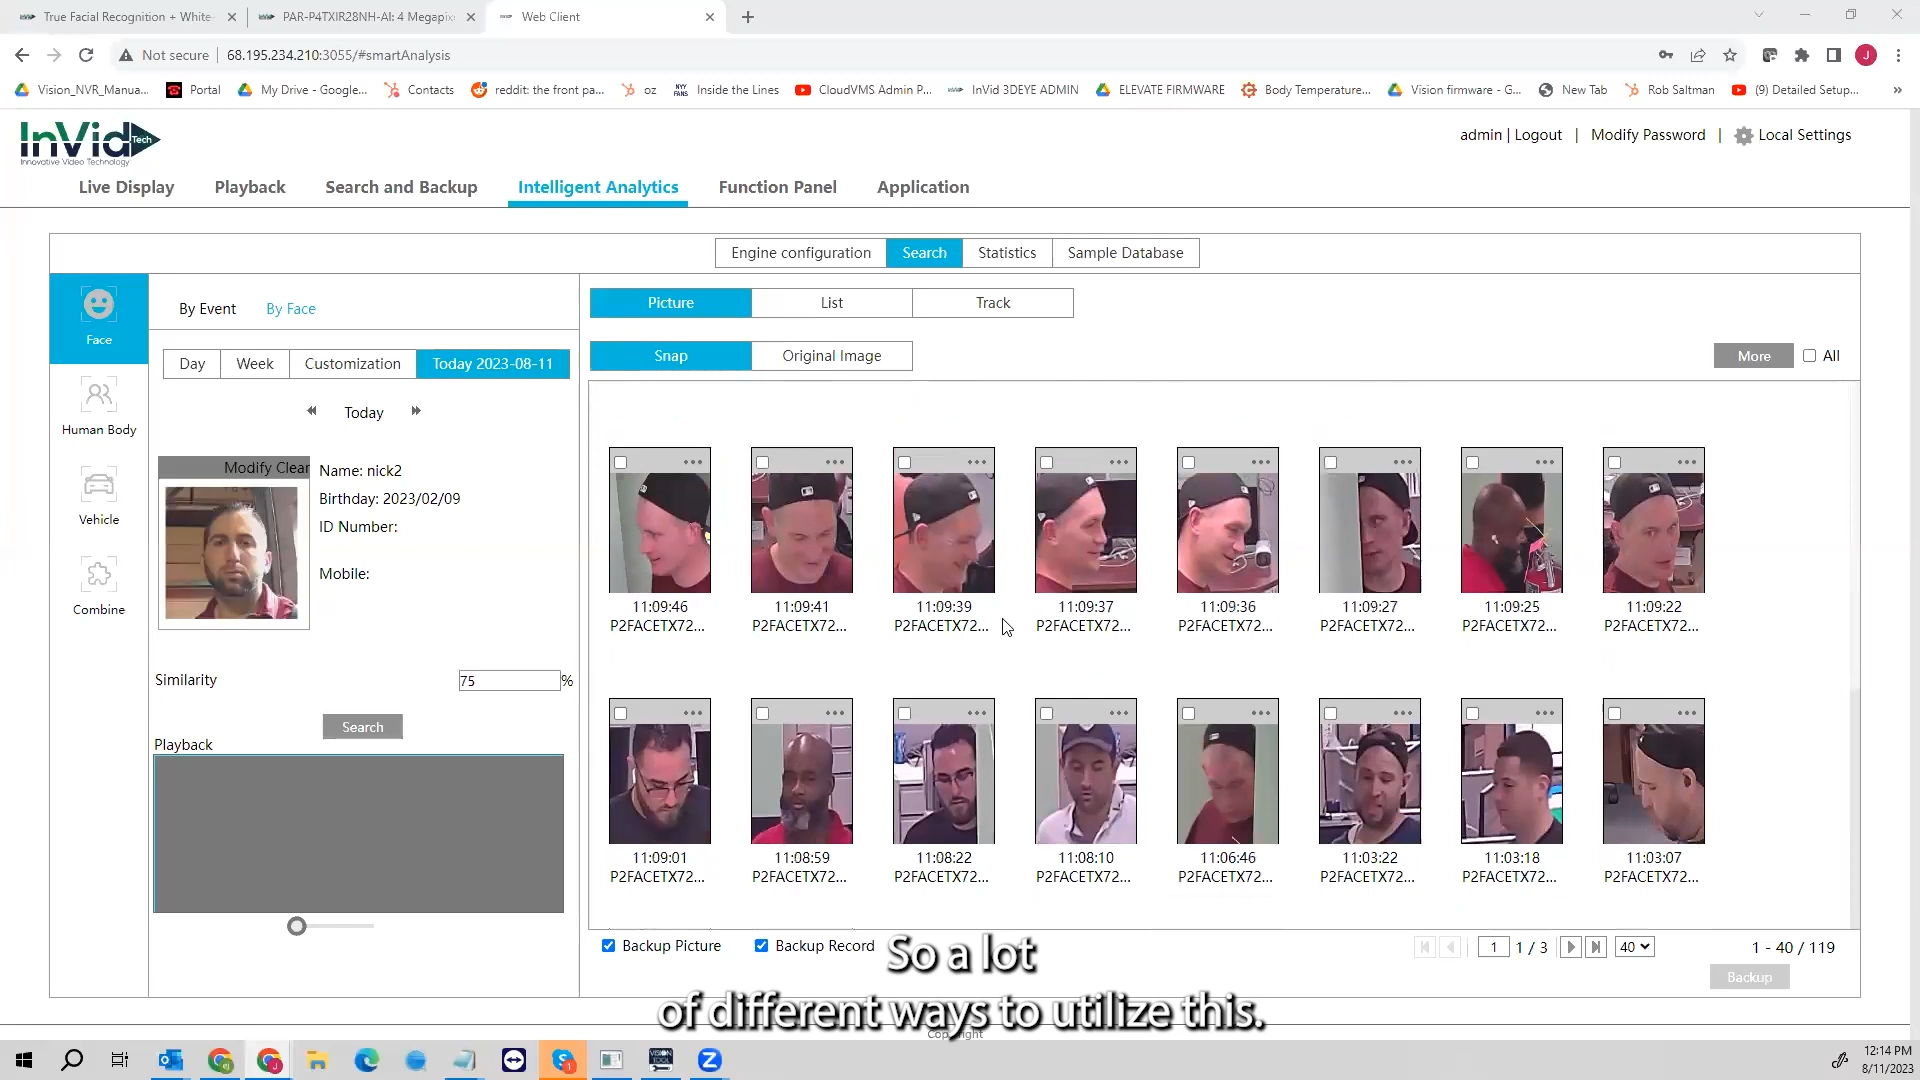 True Facial Recognition + White
PAR-P4TXIR28NH-AI: 4 Megapix
Web Client
Not secure
68.195.234.210:3055/#smartAnalysis
J
Vision_NVR_Manua...
Portal
My Drive - Google...
Contacts
reddit: the front pa...
oz
NYY FANS
Inside the Lines
CloudVMS Admin P...
InVid 3DEYE ADMIN
ELEVATE FIRMWARE
Body Temperature...
Vision firmware - G...
New Tab
Rob Saltman
(9) Detailed Setup...
»
InVid Tech
Innovative Video Technology
admin | Logout | Modify Password | Local Settings
Live Display
Playback
Search and Backup
Intelligent Analytics
Function Panel
Application
Engine configuration
Search
Statistics
Sample Database
Face
Human Body
Vehicle
Combine
By Event
By Face
Day
Week
Customization
Today 2023-08-11
Today
Modify Clear
Name: nick2
Birthday: 2023/02/09
ID Number:
Mobile:
Similarity
75
%
Search
Playback
Picture
List
Track
Snap
Original Image
More
All
11:09:46
P2FACETX72...
11:09:41
P2FACETX72...
11:09:39
P2FACETX72...
11:09:37
P2FACETX72...
11:09:36
P2FACETX72...
11:09:27
P2FACETX72...
11:09:25
P2FACETX72...
11:09:22
P2FACETX72...
11:09:01
P2FACETX72...
11:08:59
P2FACETX72...
11:08:22
P2FACETX72...
11:08:10
P2FACETX72...
11:06:46
P2FACETX72...
11:03:22
P2FACETX72...
11:03:18
P2FACETX72...
11:03:07
P2FACETX72...
Backup Picture
Backup Record
1
1 / 3
40
1 - 40 / 119
Backup
So a lot
of different ways to utilize this.
VISION TOOL
12:14 PM
8/11/2023